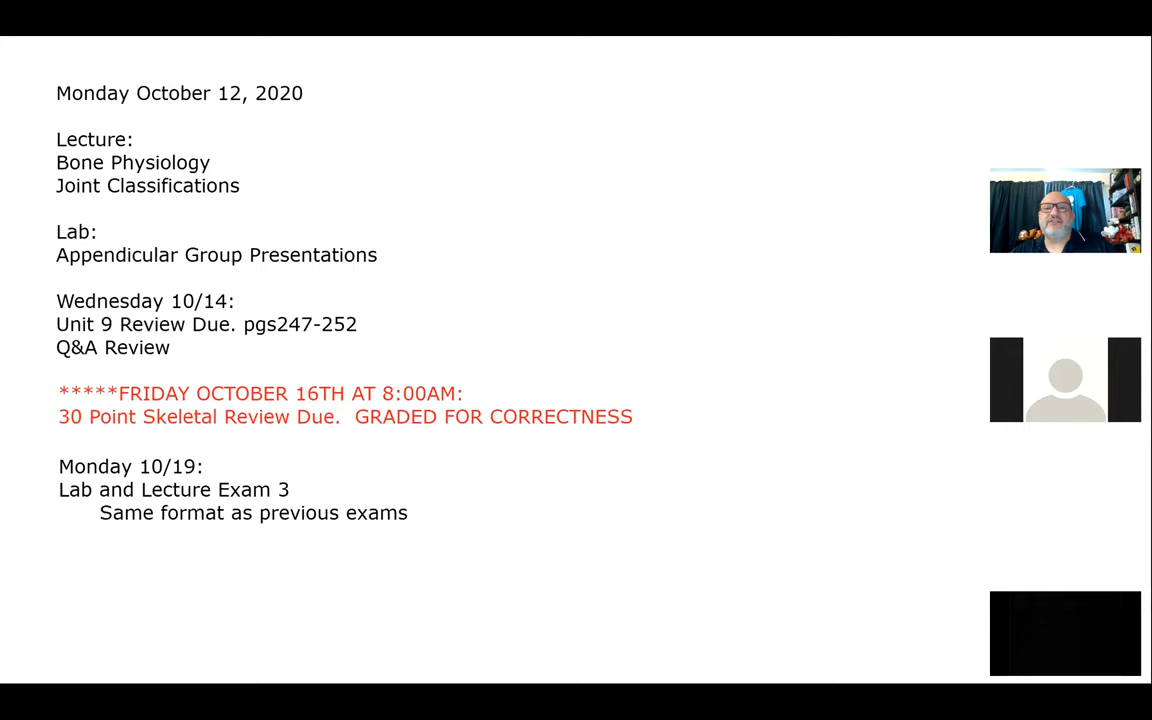 Monday October 12, 2020
Lecture:
Bone Physiology
Joint Classifications
Lab:
Appendicular Group Presentations
Wednesday 10/14:
Unit 9 Review Due. pgs247-252
Q&A Review
*****FRIDAY OCTOBER 16TH AT 8:00AM:
30 Point Skeletal Review Due.  GRADED FOR CORRECTNESS
Monday 10/19:
Lab and Lecture Exam 3
Same format as previous exams